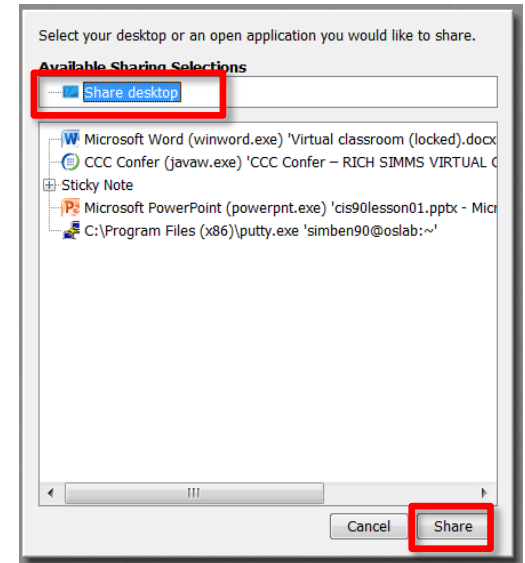 Select your desktop or an open application you would like to share.
Available Sharing Selections
Share desktop
Microsoft Word (winword.exe) 'Virtual classroom (locked).docx
CCC Confer (javaw.exe) 'CCC Confer – RICH SIMMS VIRTUAL
Sticky Note
Microsoft PowerPoint (powerpnt.exe) 'cis90lesson01.pptx - Micr
C:\Program Files (x86)\putty.exe 'simben90@oslab:~'
Cancel Share